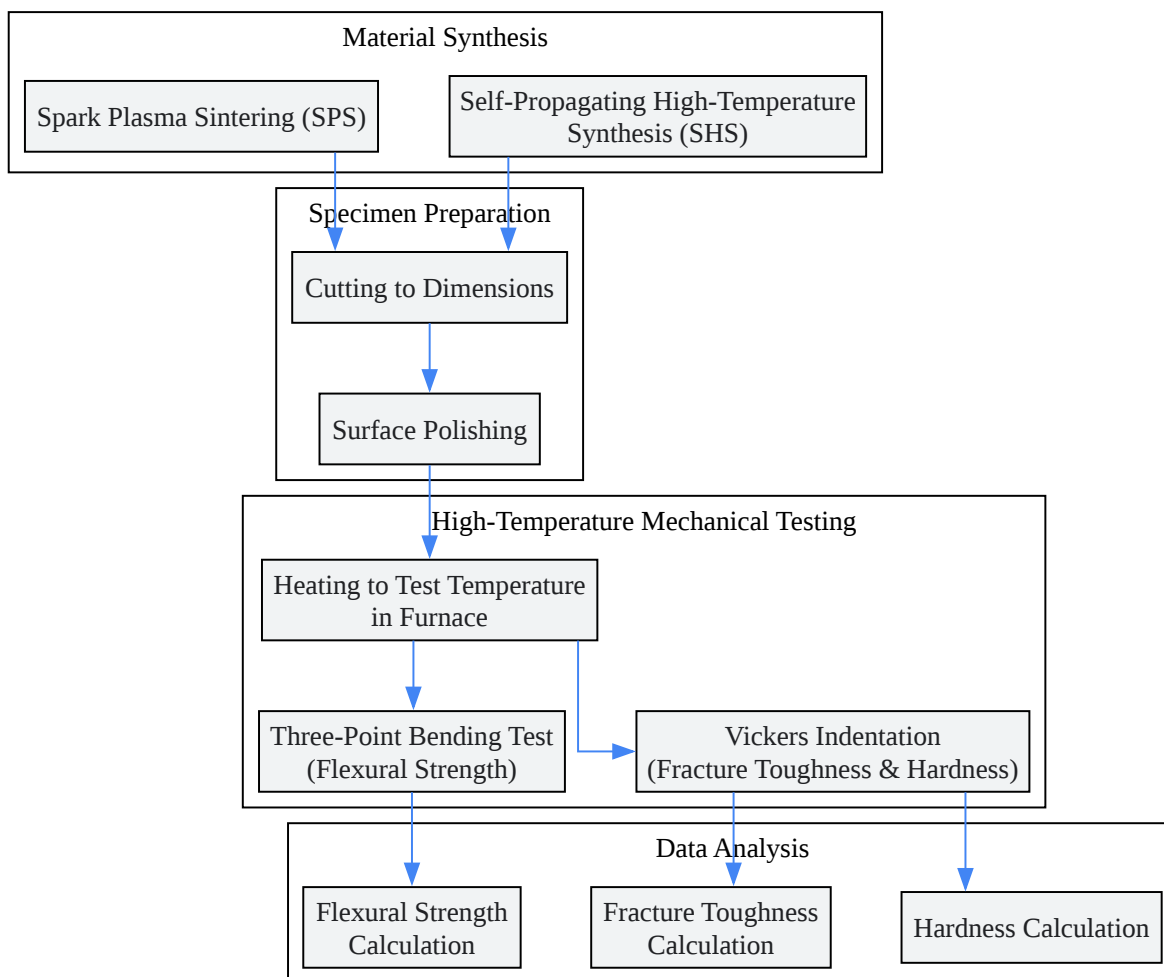 Material Synthesis
Spark Plasma Sintering (SPS)
Self-Propagating High-Temperature
Synthesis (SHS)
Specimen Preparation
Cutting to Dimensions
Surface Polishing
High-Temperature Mechanical Testing
Heating to Test Temperature
in Furnace
Three-Point Bending Test
(Flexural Strength)
Vickers Indentation
(Fracture Toughness & Hardness)
Data Analysis
Flexural Strength
Calculation
Fracture Toughness
Calculation
Hardness Calculation